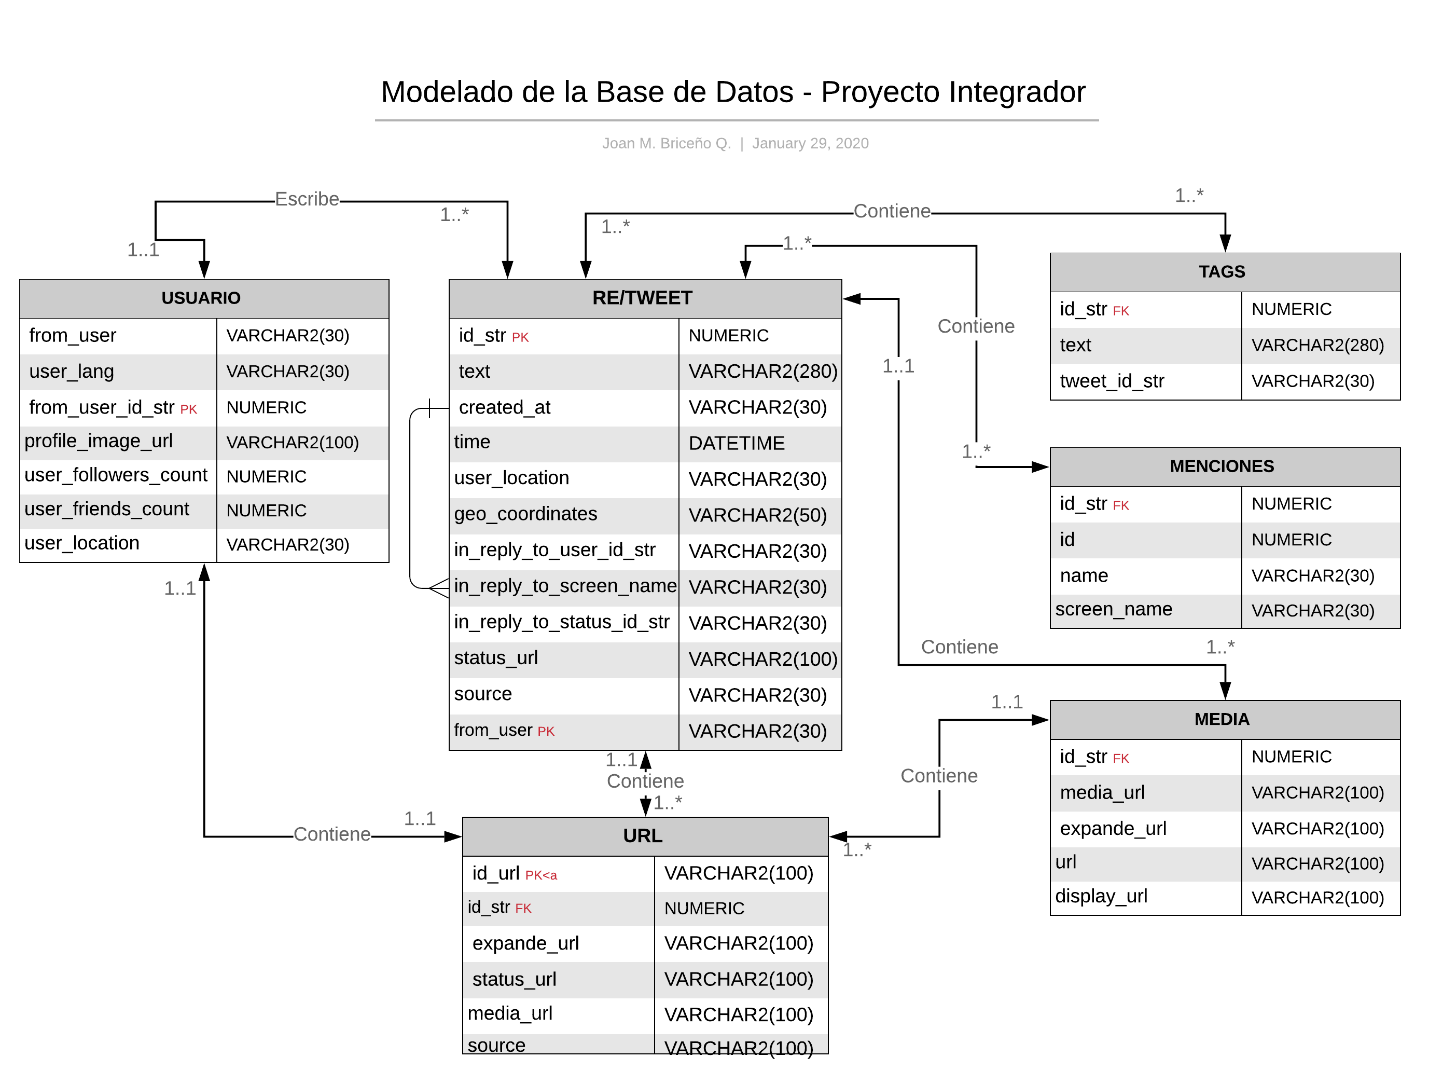 Modelado de la Base de Datos - Proyecto Integrador
Joan M. Briceño Q. | January 29, 2020
Escribe
1..*
1..1
Contiene
1..*
1..*
1..*
Contiene
1..*
1..1
USUARIO
from_user VARCHAR2(30)
user_lang VARCHAR2(30)
from_user_id_str PK NUMERIC
profile_image_url VARCHAR2(100)
user_followers_count NUMERIC
user_friends_count NUMERIC
user_location VARCHAR2(30)
RE/TWEET
id_str PK NUMERIC
text VARCHAR2(280)
created_at VARCHAR2(30)
time DATETIME
user_location VARCHAR2(30)
geo_coordinates VARCHAR2(50)
in_reply_to_user_id_str VARCHAR2(30)
in_reply_to_screen_name VARCHAR2(30)
in_reply_to_status_id_str VARCHAR2(30)
status_url VARCHAR2(100)
source VARCHAR2(30)
from_user PK VARCHAR2(30)
TAGS
id_str FK NUMERIC
text VARCHAR2(280)
tweet_id_str VARCHAR2(30)
MENCIONES
id_str FK NUMERIC
id NUMERIC
name VARCHAR2(30)
screen_name VARCHAR2(30)
Contiene
1..*
MEDIA
id_str FK NUMERIC
media_url VARCHAR2(100)
expande_url VARCHAR2(100)
url VARCHAR2(100)
display_url VARCHAR2(100)
1..1
Contiene
1..*
1..1
Contiene
1..*
1..1
Contiene
1..1
URL
id_url PK<a VARCHAR2(100)
id_str FK NUMERIC
expande_url VARCHAR2(100)
status_url VARCHAR2(100)
media_url VARCHAR2(100)
source VARCHAR2(100)